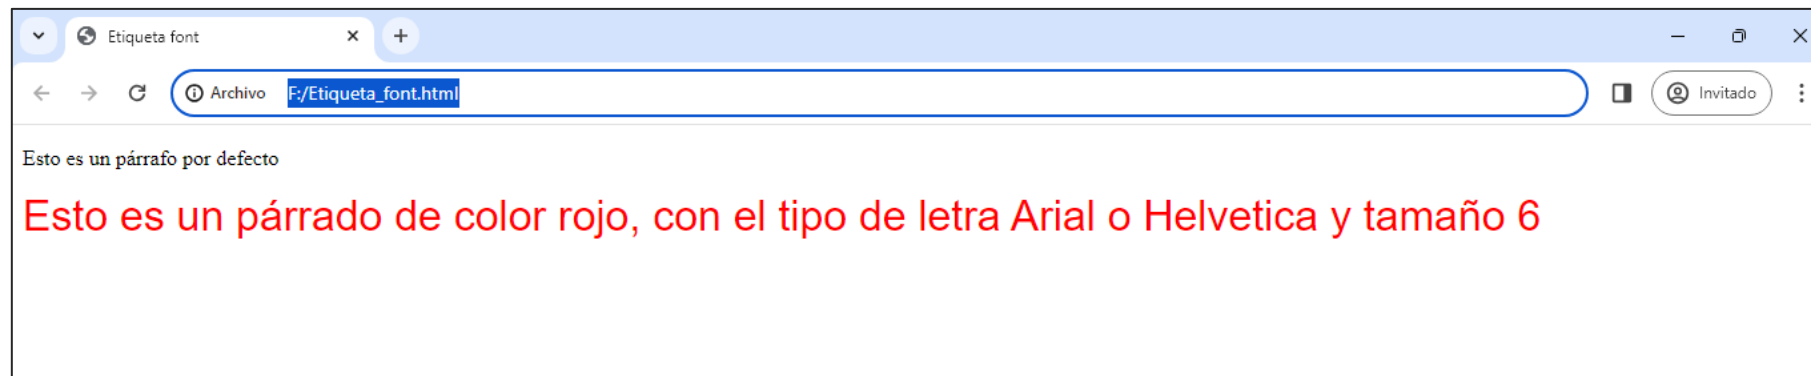 Etiqueta font
Archivo F:/Etiqueta_font.html Invitado
Esto es un párrafo por defecto
Esto es un párrado de color rojo, con el tipo de letra Arial o Helvetica y tamaño 6